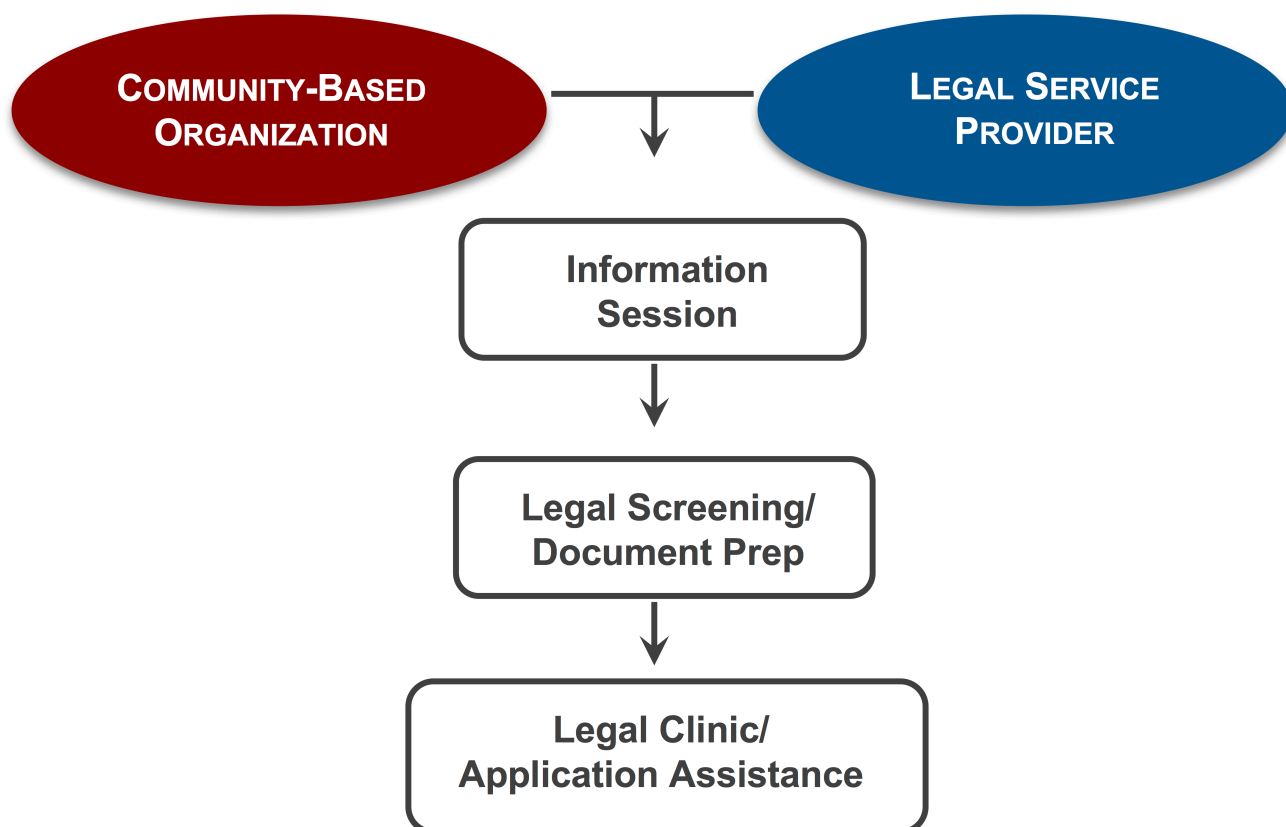 COMMUNITY-BASED
ORGANIZATION
LEGAL SERVICE
PROVIDER
Information
Session
Legal Screening/
Document Prep
Legal Clinic/
Application Assistance